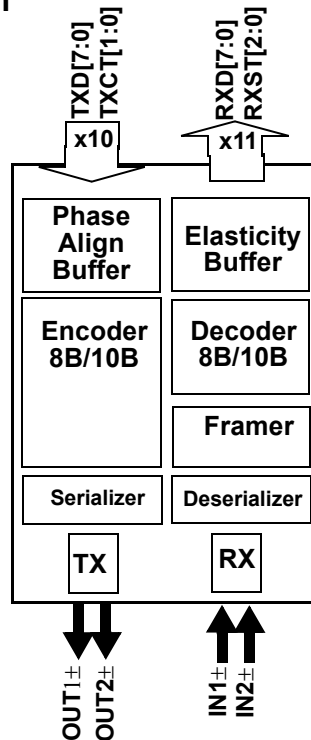 TXD[7:0]
TXCT[1:0]
RXD[7:0]
RXST[2:0]
x10
x11
Phase
Align
Buffer
Elasticity
Buffer
Encoder
8B/10B
Decoder
8B/10B
Framer
Serializer
Deserializer
TX
RX
OUT1±
OUT2±
IN1±
IN2±